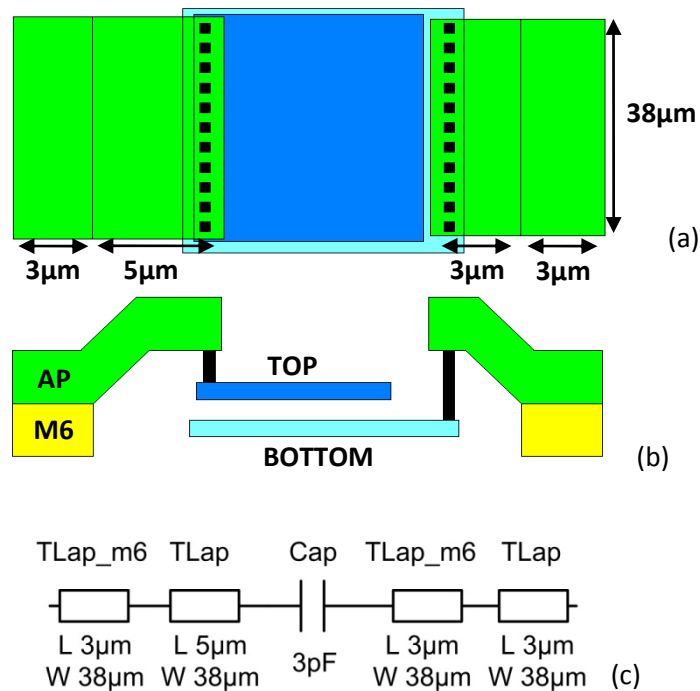 38μm
3μm 5μm 3μm 3μm (a)
TOP
AP
M6
BOTTOM (b)
TLap_m6 TLap Cap TLap_m6 TLap
L 3μm L 5μm 3pF L 3μm L 3μm
W 38μm W 38μm W 38μm W 38μm (c)